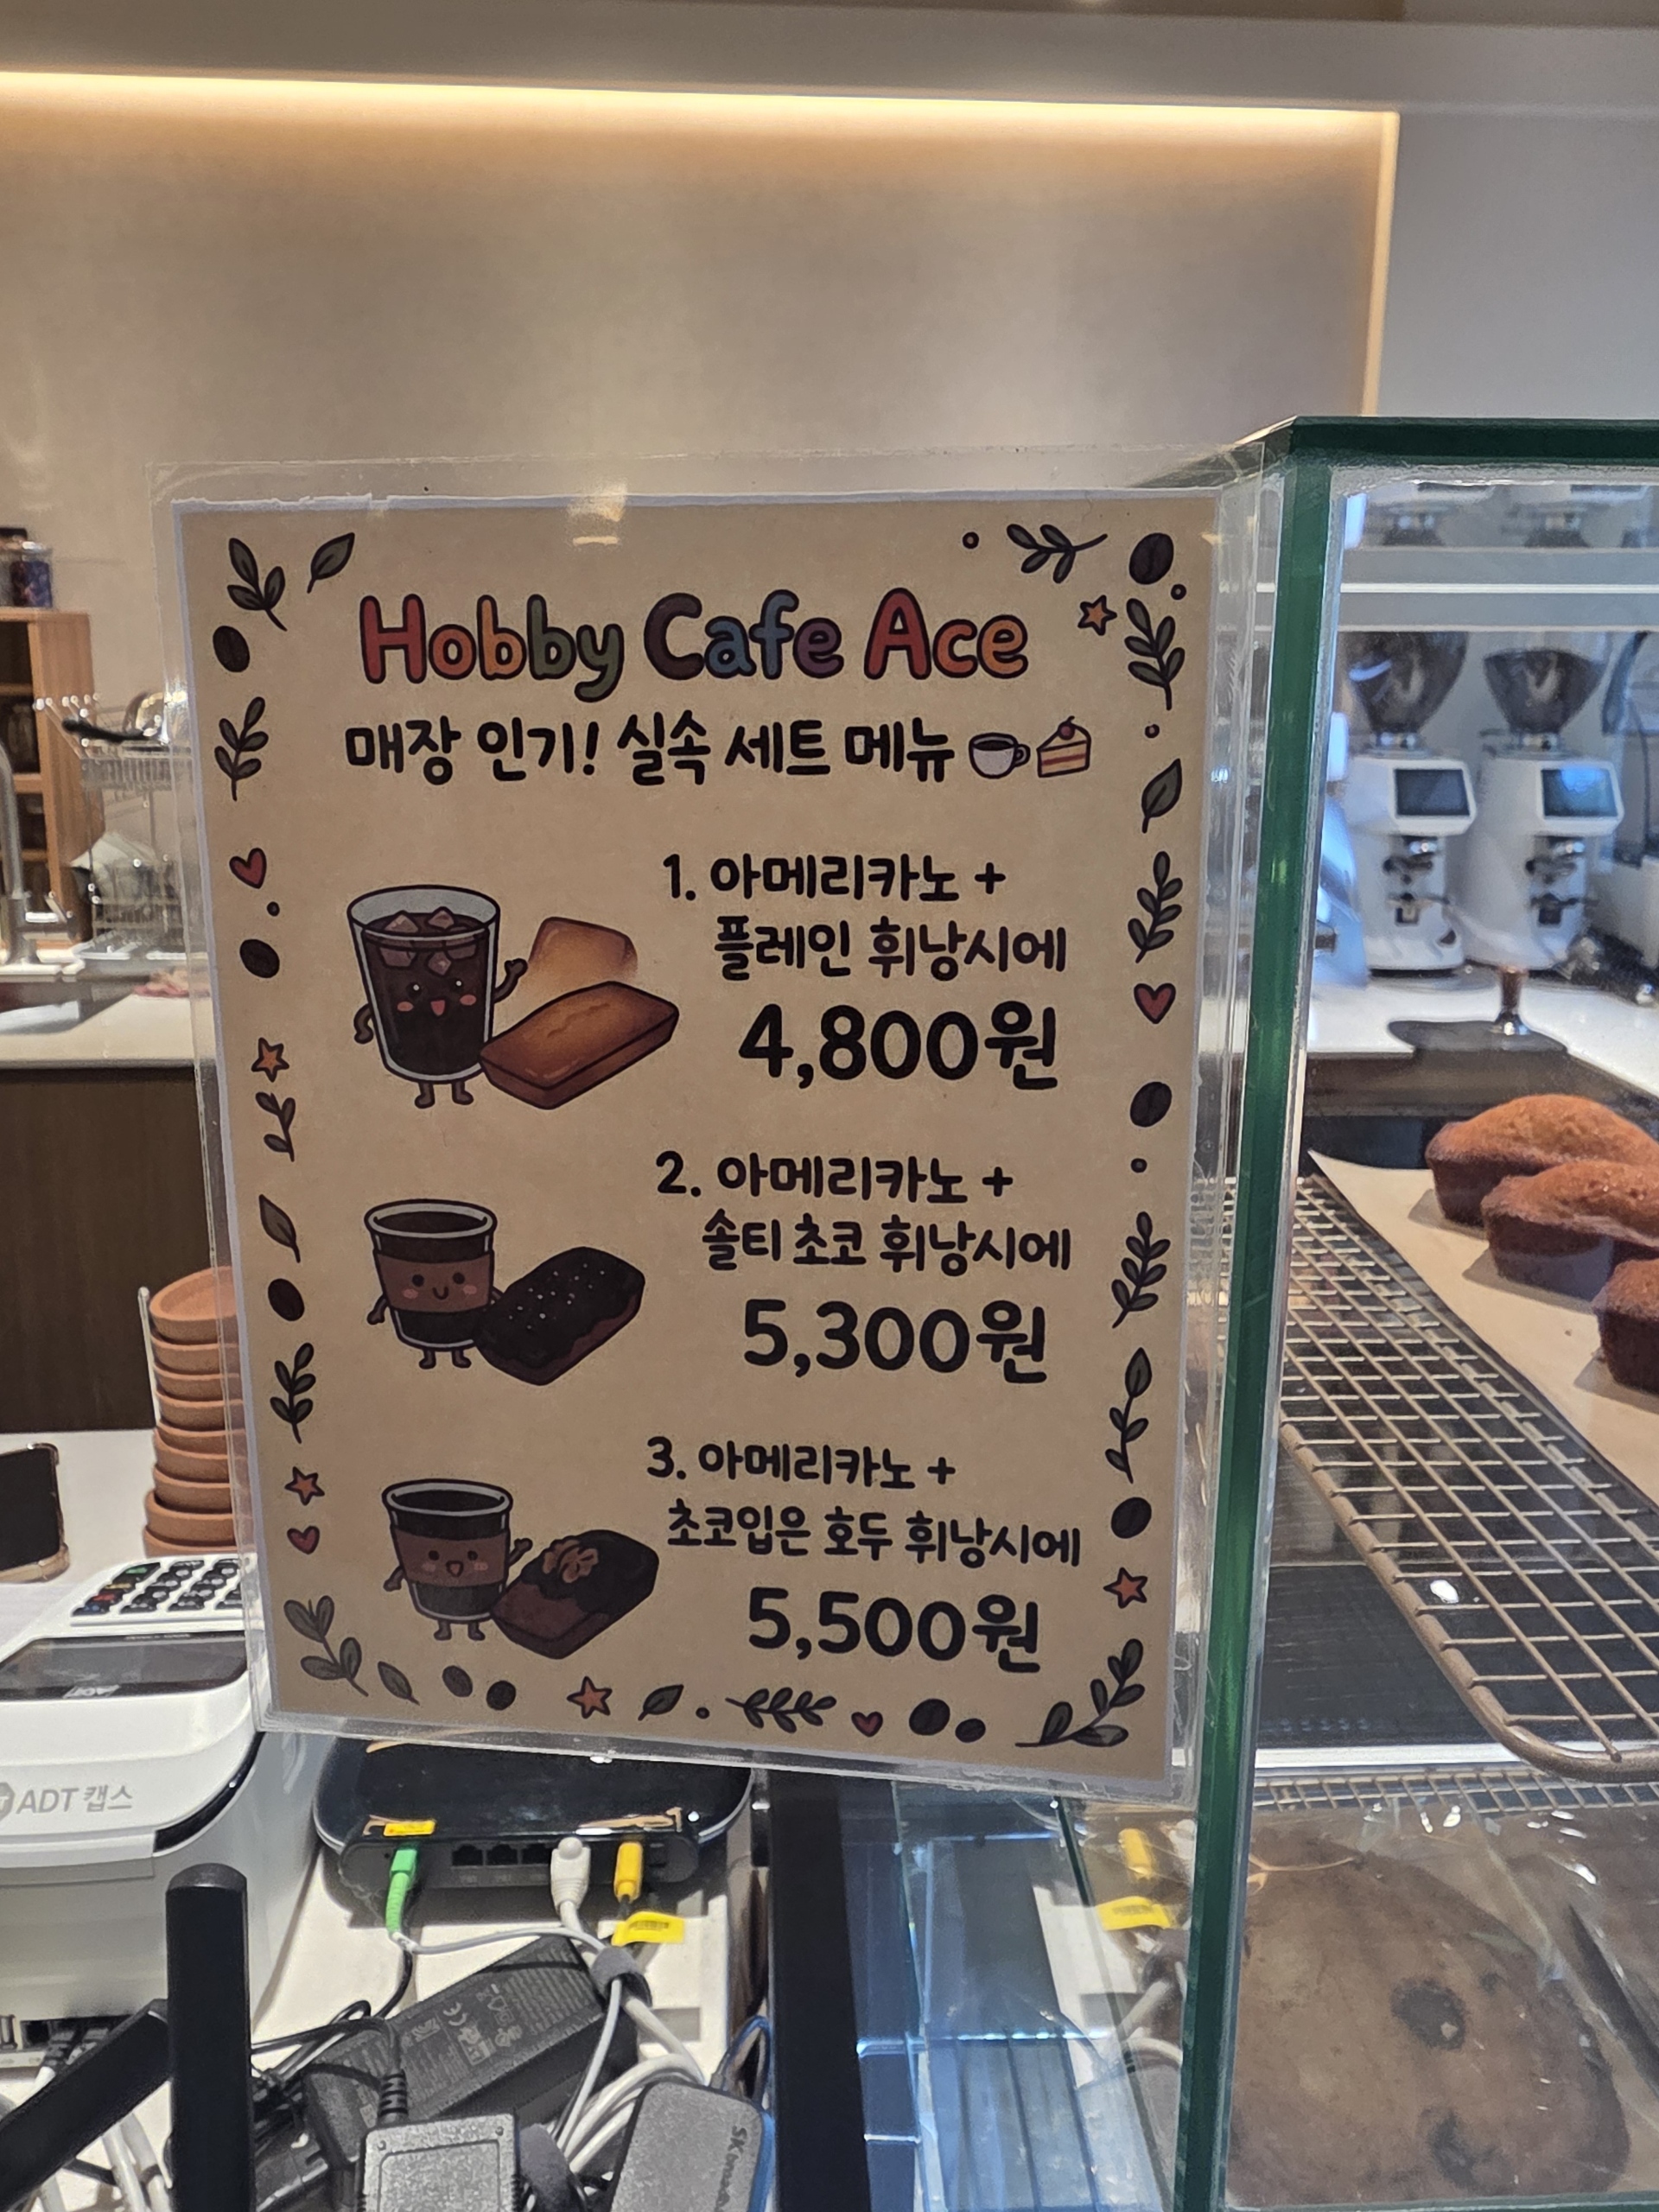 Hobby Cafe Ace
매장 인기! 실속 세트 메뉴
1. 아메리카노 +
플레인 휘낭시에
4,800원
2. 아메리카노 +
솔티 초코 휘낭시에
5,300원
3. 아메리카노 +
초코입은 호두 휘낭시에
5,500원
ADT 캡스